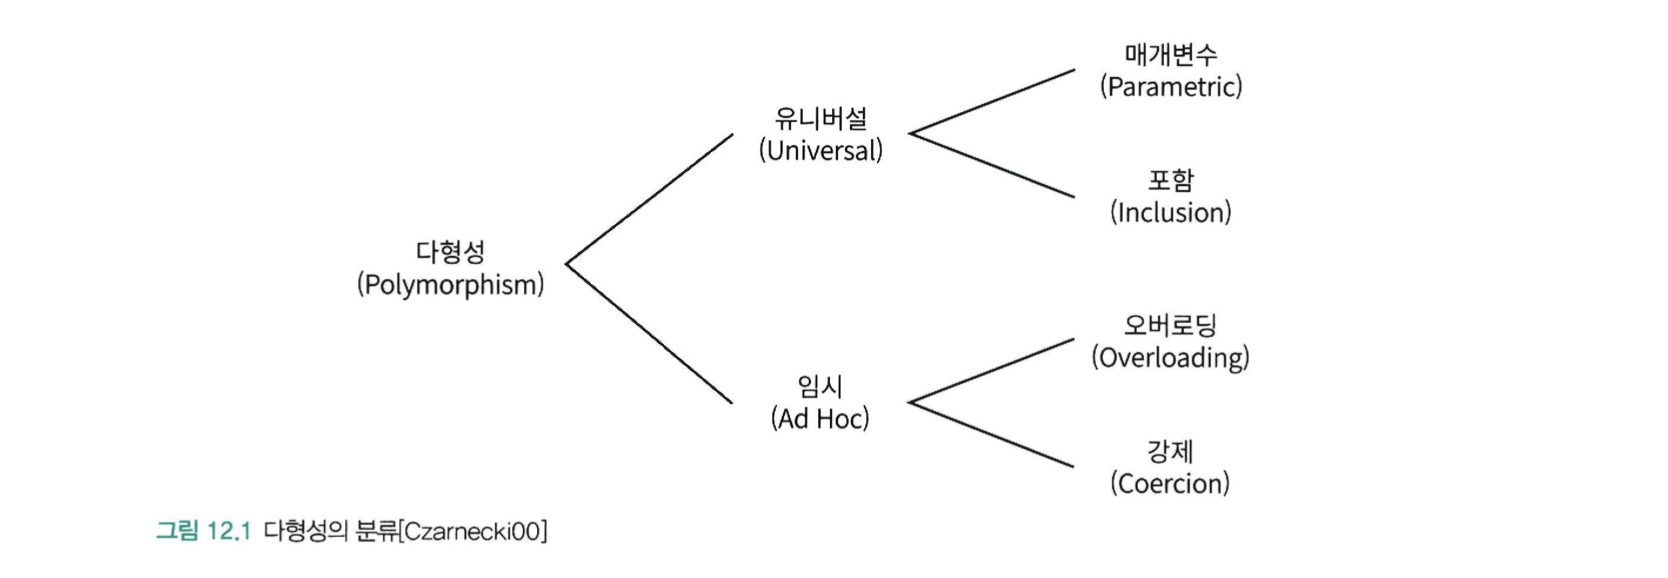 매개변수
(Parametric)
유니버설
(Universal)
포함
(Inclusion)
다형성
(Polymorphism)
오버로딩
(Overloading)
임시
(Ad Hoc)
강제
(Coercion)
그림 12.1 다형성의 분류[Czarnecki00]